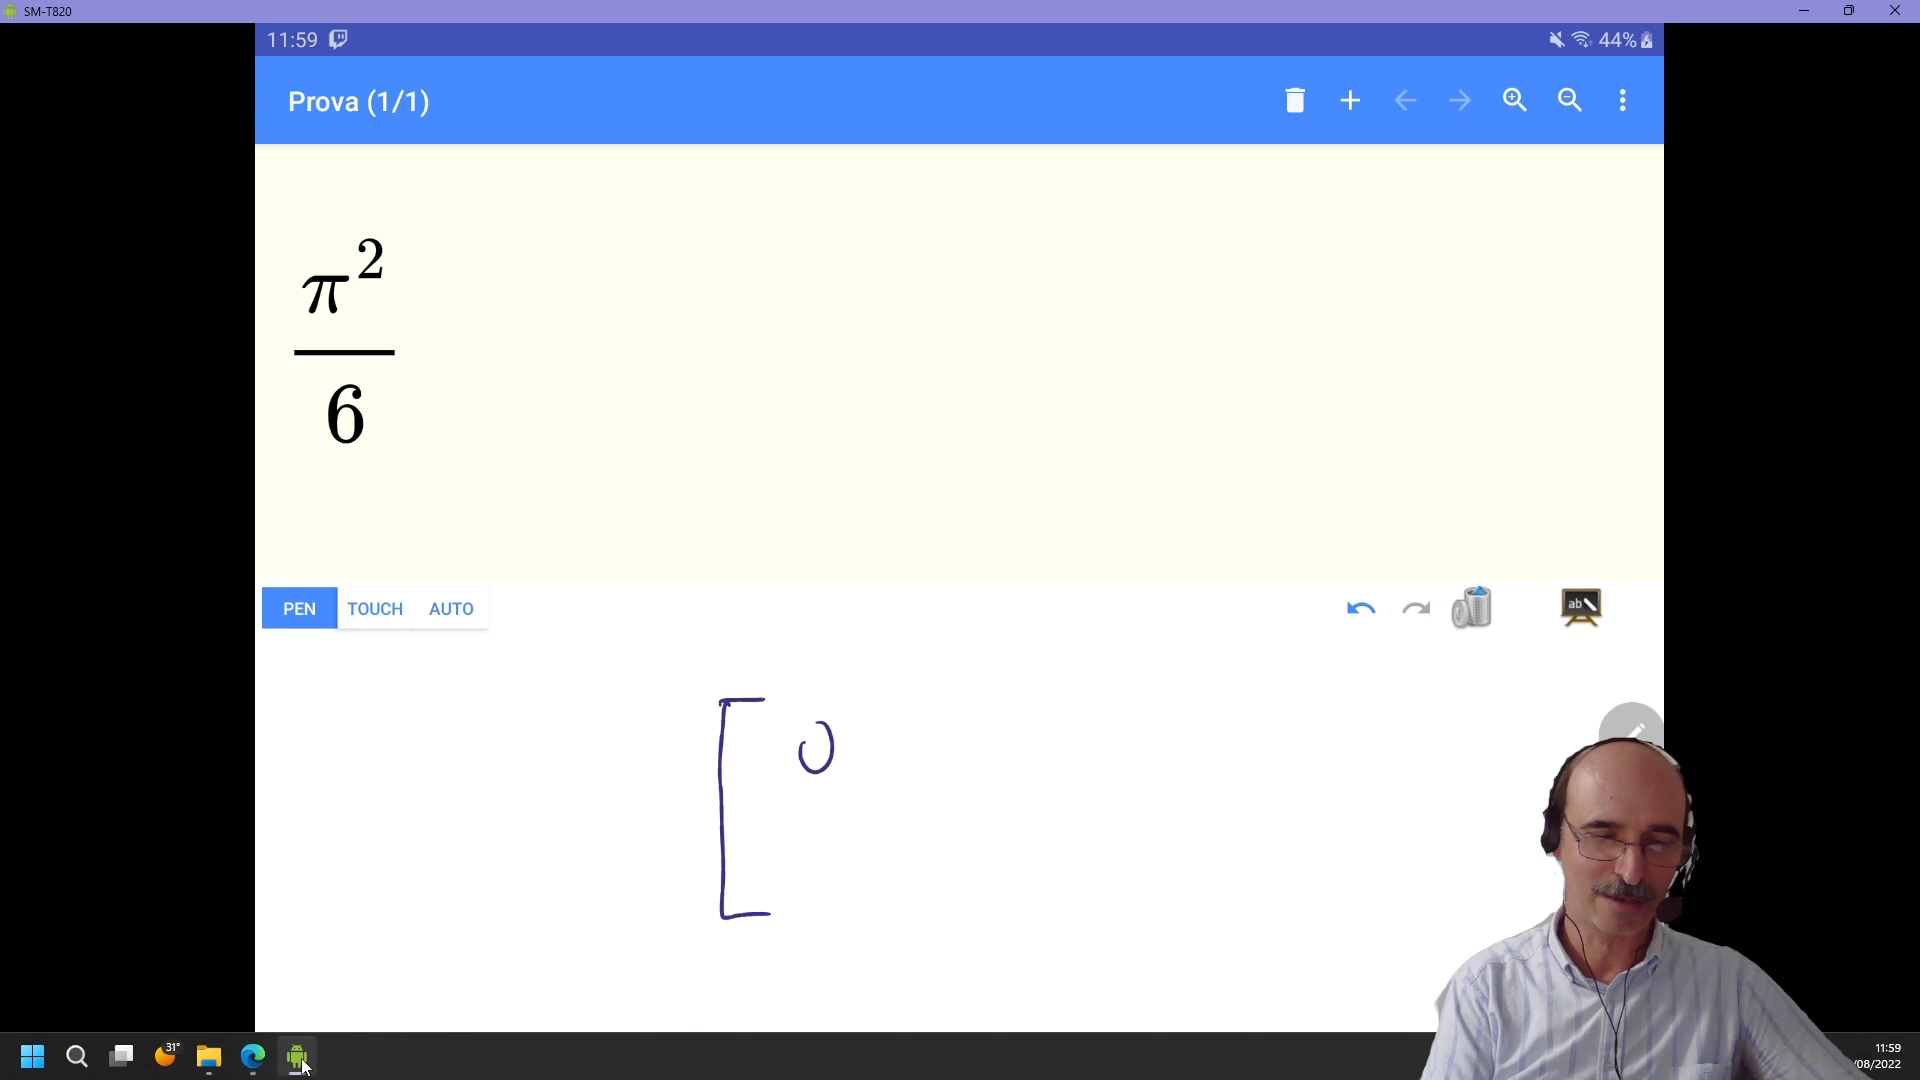 SM-T820
11:59 44%
Prova (1/1)
π²
6
PEN TOUCH AUTO
ab
[ 0
31°
11:59
/08/2022